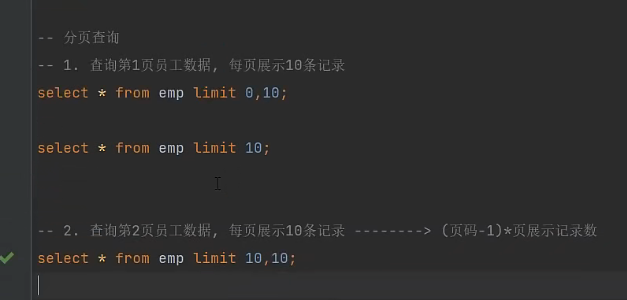 -- 分页查询
-- 1. 查询第1页员工数据, 每页展示10条记录
select * from emp limit 0,10;
select * from emp limit 10;
-- 2. 查询第2页员工数据, 每页展示10条记录 --------> (页码-1)*页展示记录数
select * from emp limit 10,10;